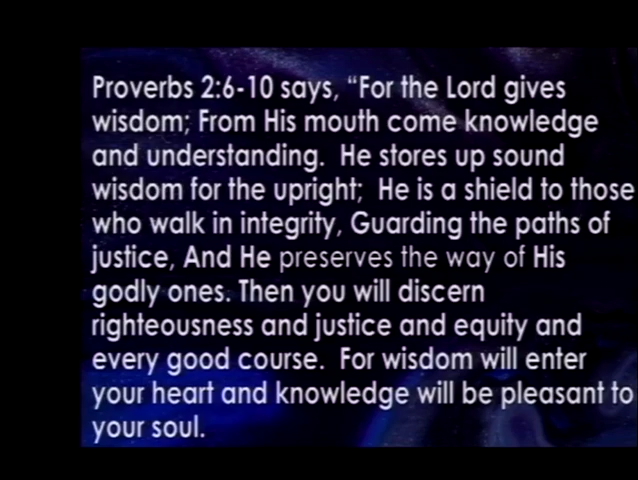 Proverbs 2:6-10 says, “For the Lord gives
wisdom; From His mouth come knowledge
and understanding.  He stores up sound
wisdom for the upright;  He is a shield to those
who walk in integrity, Guarding the paths of
justice, And He preserves the way of His
godly ones. Then you will discern
righteousness and justice and equity and
every good course.  For wisdom will enter
your heart and knowledge will be pleasant to
your soul.